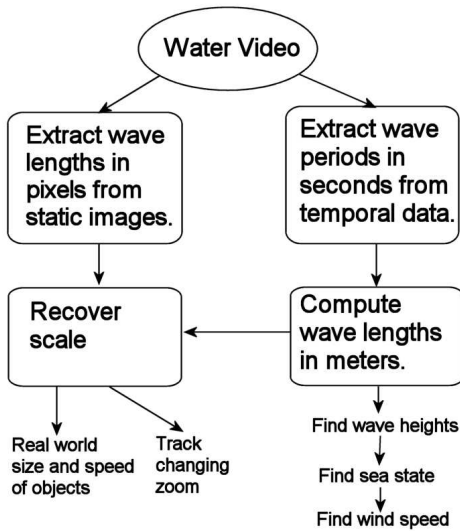 Water Video
Extract wave
lengths in
pixels from
static images.
Extract wave
periods in
seconds from
temporal data.
Recover
scale
Compute
wave lengths
in meters.
Real world
size and speed
of objects
Track
changing
zoom
Find wave heights
Find sea state
Find wind speed